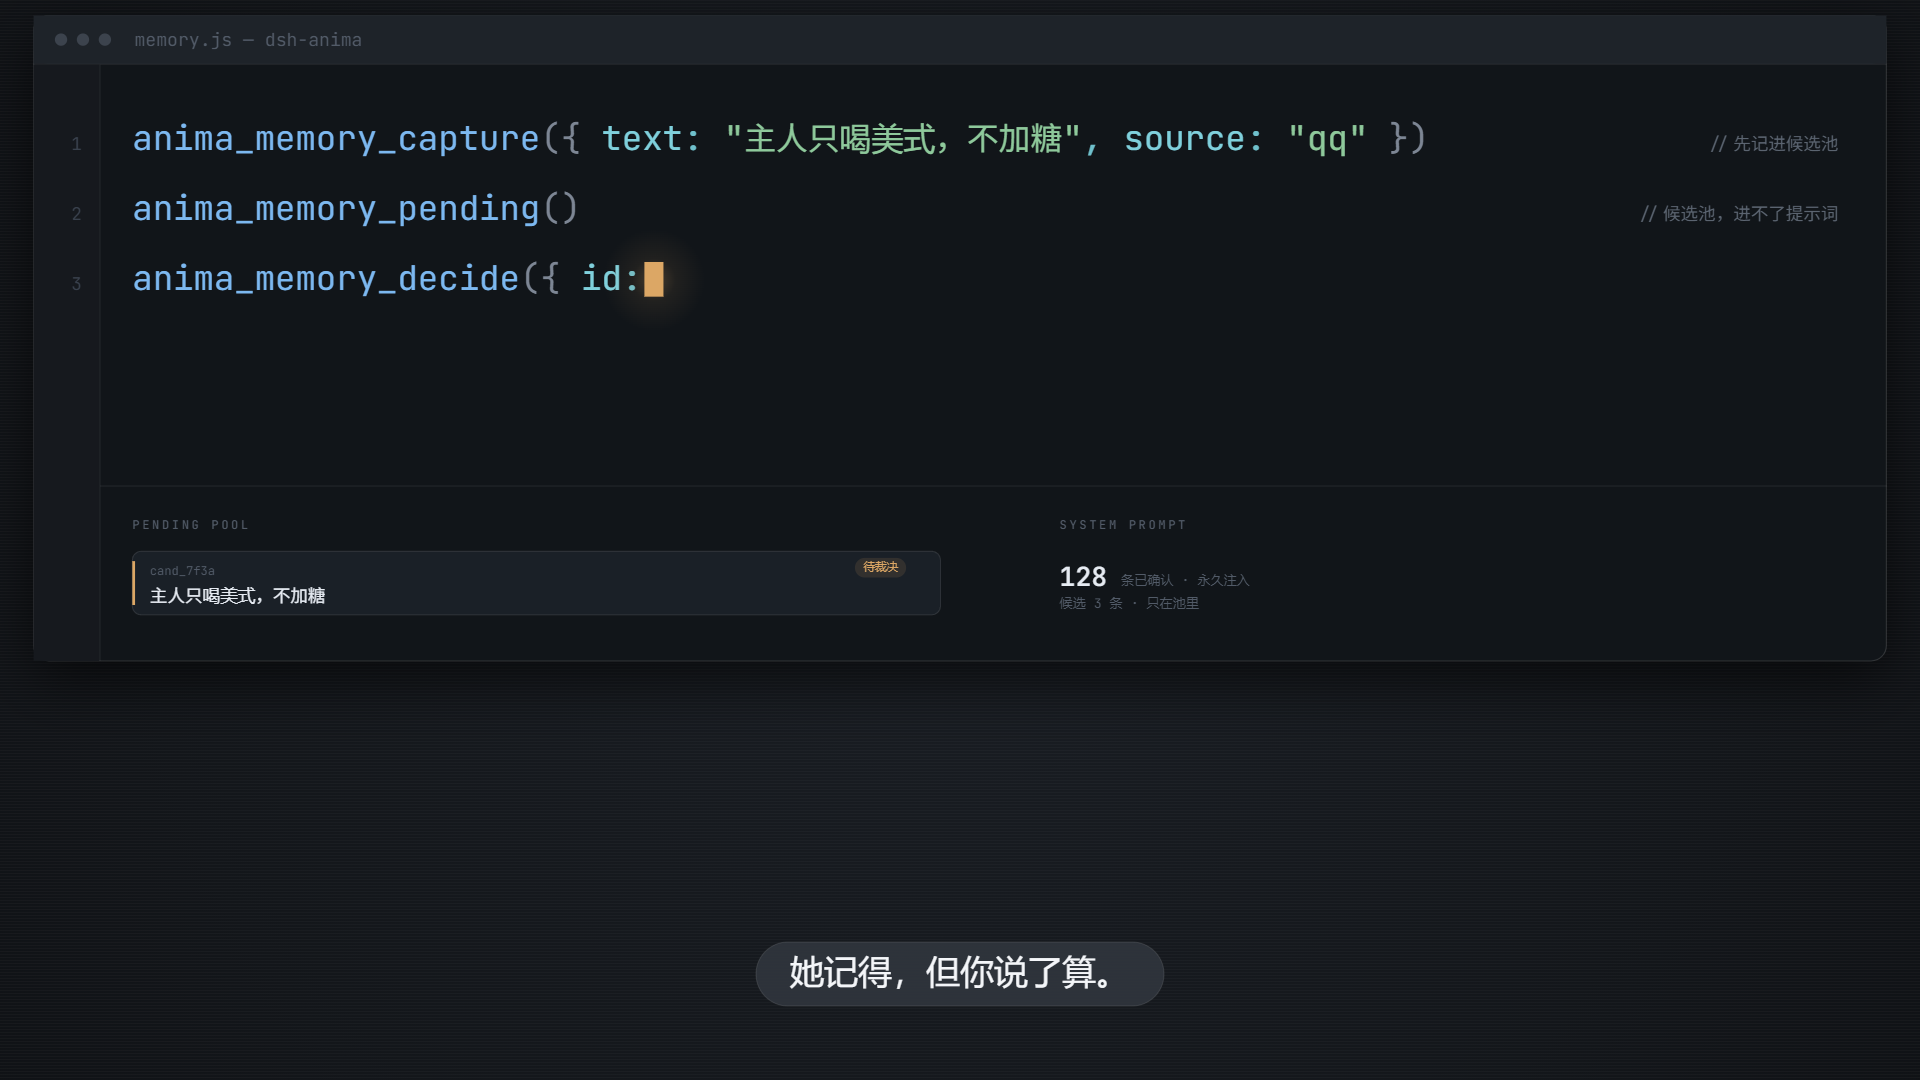 memory.js — dsh-anima
1 anima_memory_capture({ text: "主人只喝美式，不加糖", source: "qq" }) // 先记进候选池
2 anima_memory_pending() // 候选池，进不了提示词
3 anima_memory_decide({ id:
PENDING POOL
cand_7f3a 待裁决
主人只喝美式，不加糖
SYSTEM PROMPT
128 条已确认 · 永久注入
候选 3 条 · 只在池里
她记得，但你说了算。